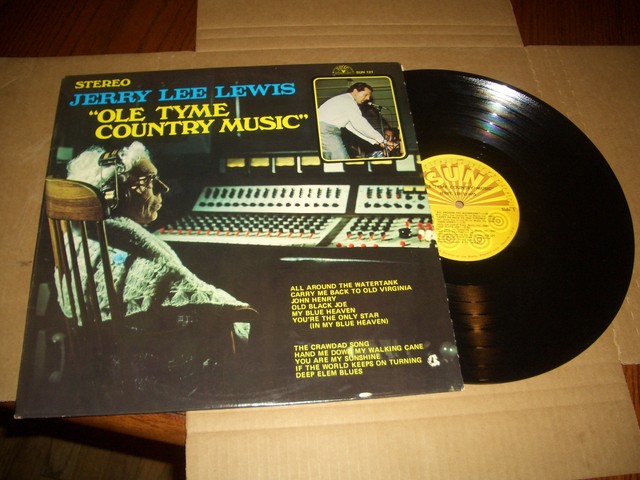 STEREO
JERRY LEE LEWIS
"OLE TYME
COUNTRY MUSIC"
SUN 121
ALL AROUND THE WATERTANK
CARRY ME BACK TO OLD VIRGINIA
JOHN HENRY
OLD BLACK JOE
MY BLUE HEAVEN
YOU'RE THE ONLY STAR
(IN MY BLUE HEAVEN)
THE CRAWDAD SONG
HAND ME DOWN MY WALKING CANE
YOU ARE MY SUNSHINE
IF THE WORLD KEEPS ON TURNING
DEEP ELEM BLUES
SUN